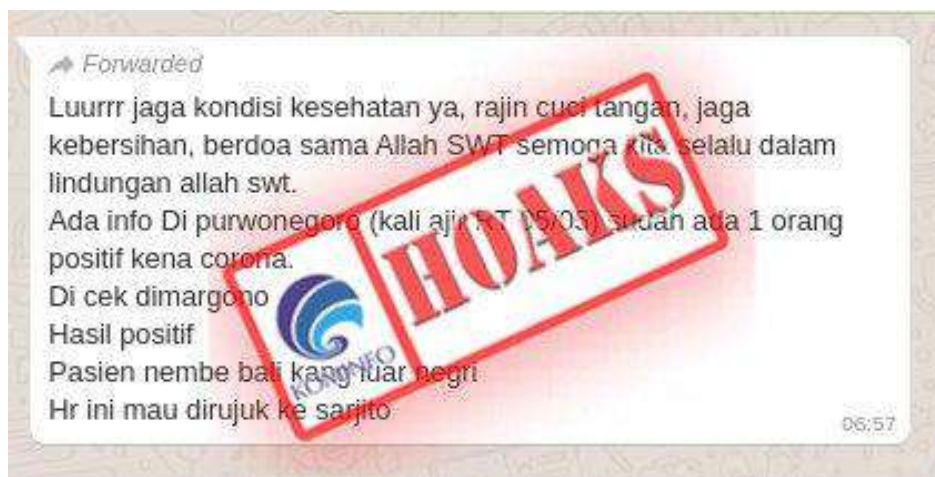 Forwarded
Luurrr jaga kondisi kesehatan ya, rajin cuci tangan, jaga
kebersihan, berdoa sama Allah SWT semoga kita selalu dalam
lindungan allah swt.
Ada info Di purwonegoro (kali ajir RT 05/03) sudah ada 1 orang
positif kena corona.
Di cek dimargono
Hasil positif
Pasien nembe bali kang luar negri
Hr ini mau dirujuk ke sarjito
06:57
HOAKS
KOMINFO